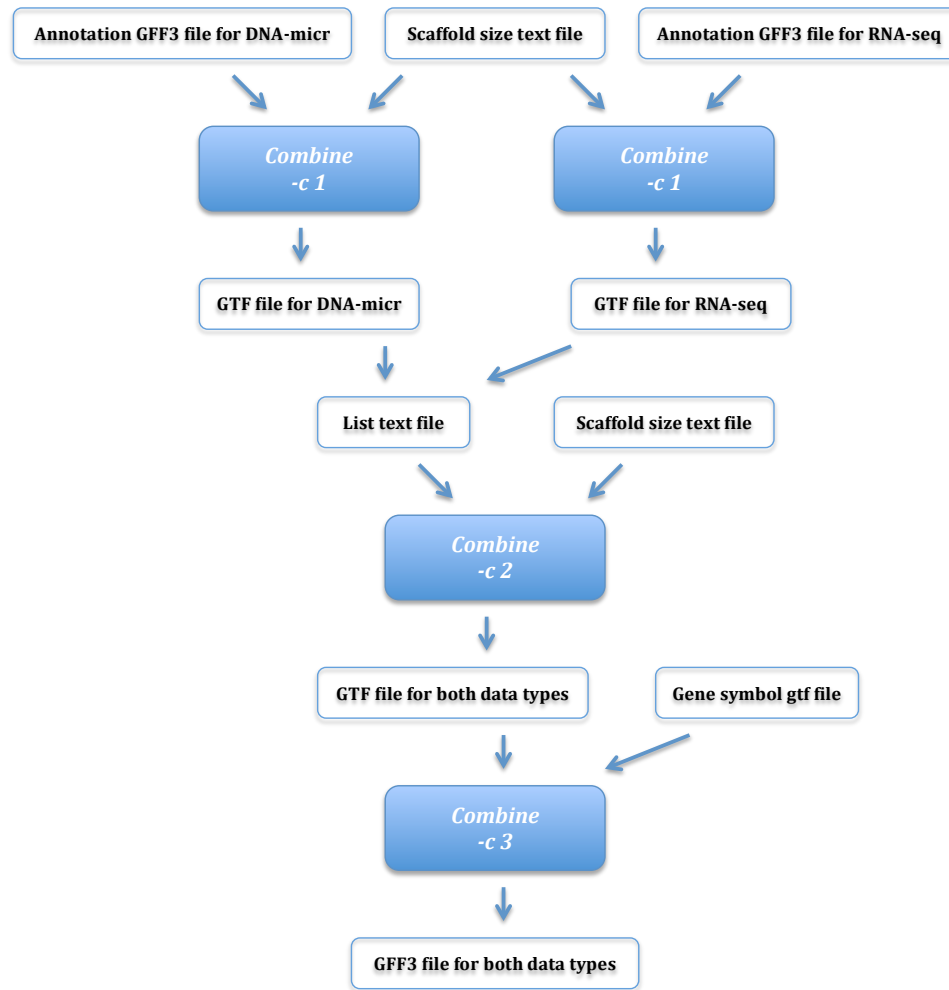 Annotation GFF3 file for DNA-micr
Scaffold size text file
Annotation GFF3 file for RNA-seq
Combine
-c 1
Combine
-c 1
GTF file for DNA-micr
GTF file for RNA-seq
List text file
Scaffold size text file
Combine
-c 2
GTF file for both data types
Gene symbol gtf file
Combine
-c 3
GFF3 file for both data types